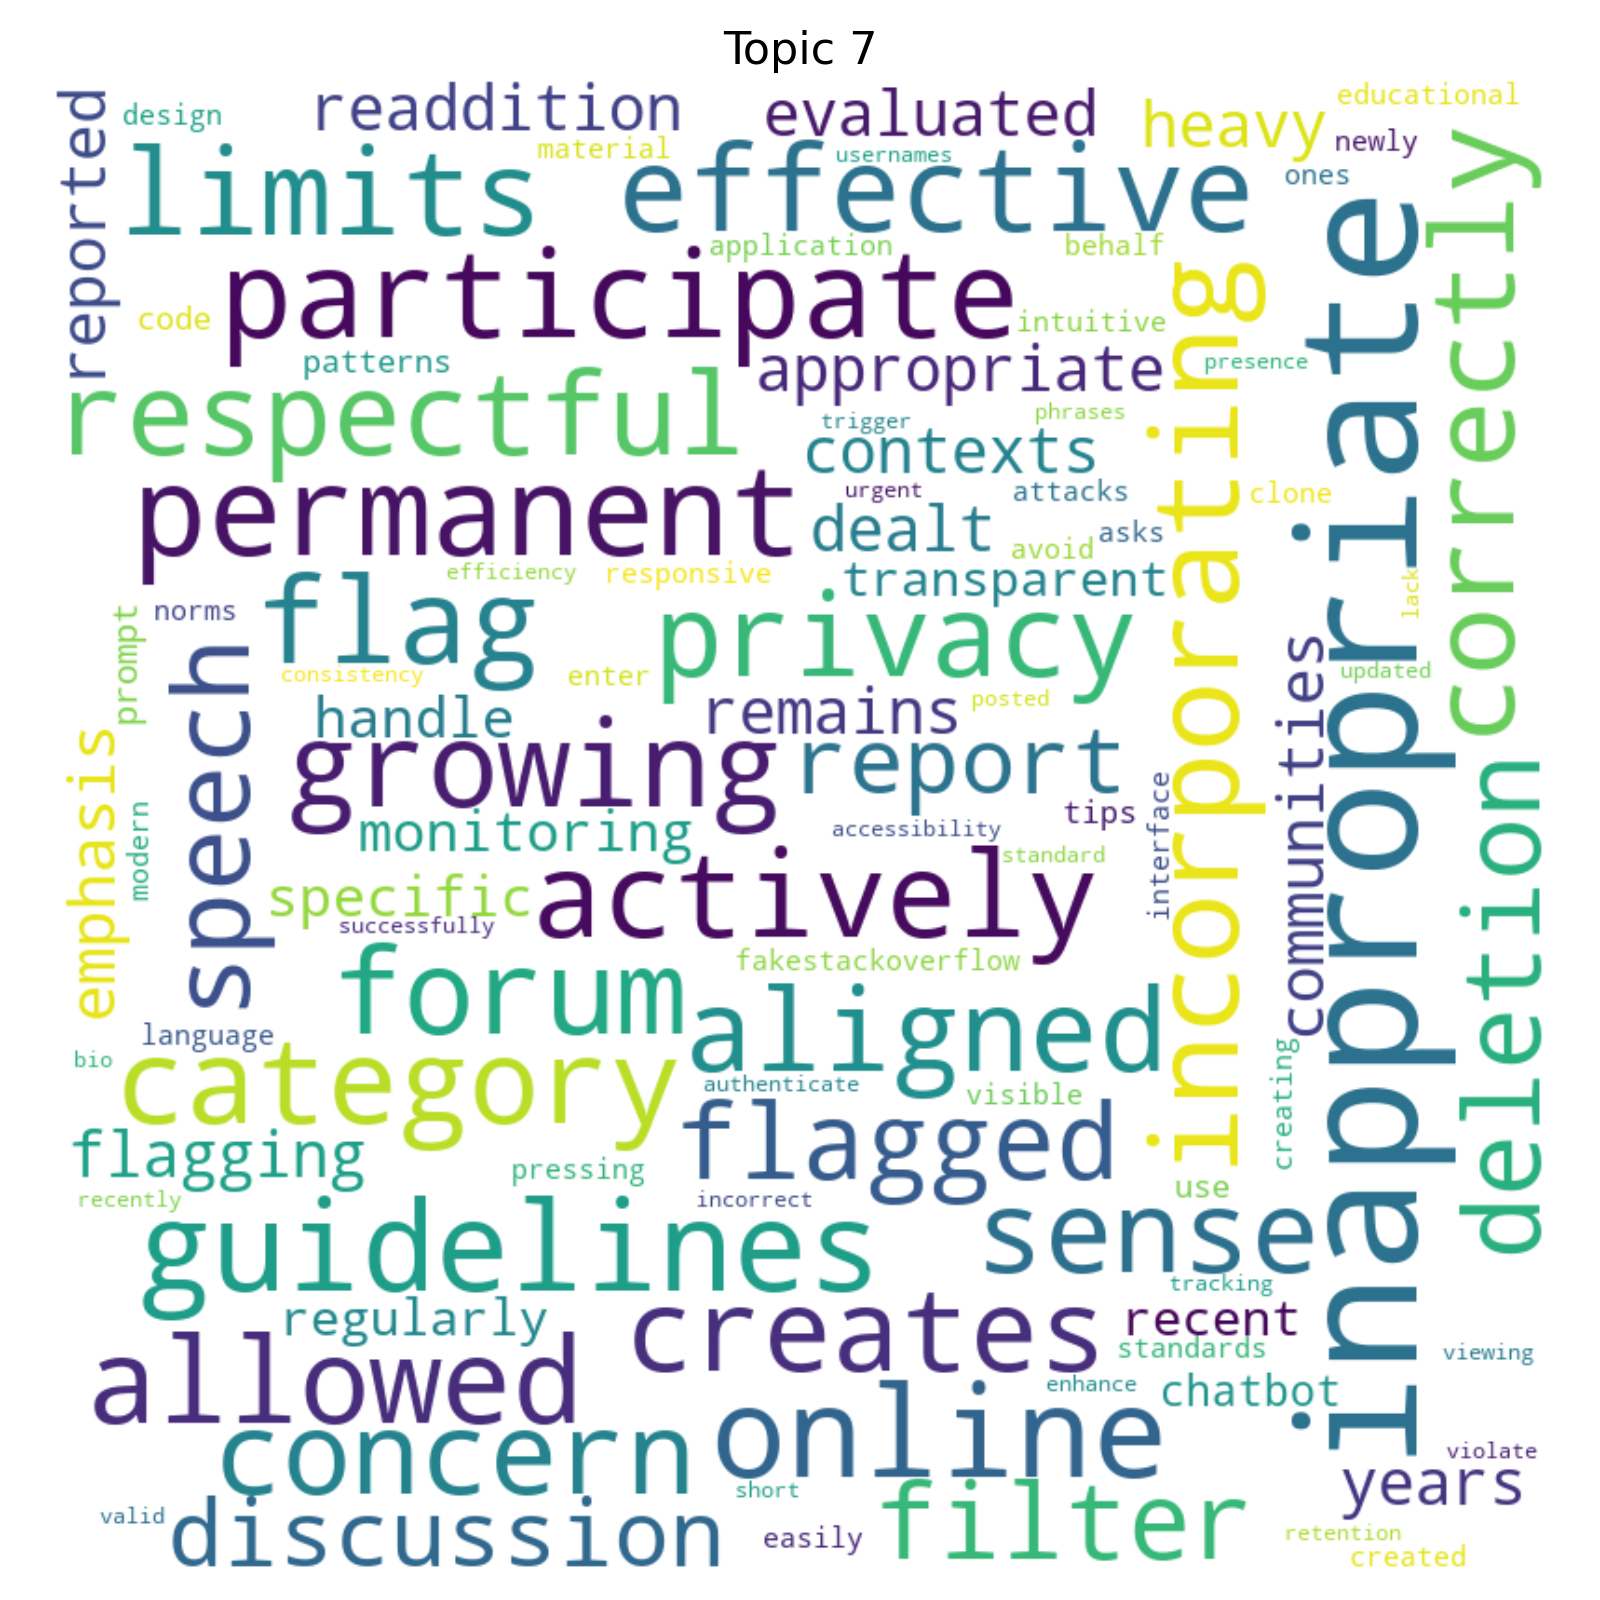 Topic 7
reported
design
readdition
evaluated
heavy
educational
newly
material
usernames
limits
effective
ones
application
behalf
participate
code
intuitive
patterns
appropriate
presence
respectful
trigger
phrases
contexts
permanent
urgent
attacks
clone
dealt
asks
avoid
efficiency
responsive
transparent
lack
prompt
norms
flag
privacy
incorporating
inappropriate
correctly
consistency
enter
speech
handle
remains
posted
updated
communities
growing
report
emphasis
modern
monitoring
accessibility
tips
interface
standard
specific
actively
successfully
deletion
fakestackoverflow
forum
aligned
language
bio
category
authenticate
visible
creating
flagging
flagged
pressing
recently
incorrect
use
guidelines
sense
tracking
regularly
creates
recent
standards
viewing
allowed
enhance
chatbot
concern
online
violate
years
short
filter
valid
discussion
easily
retention
created